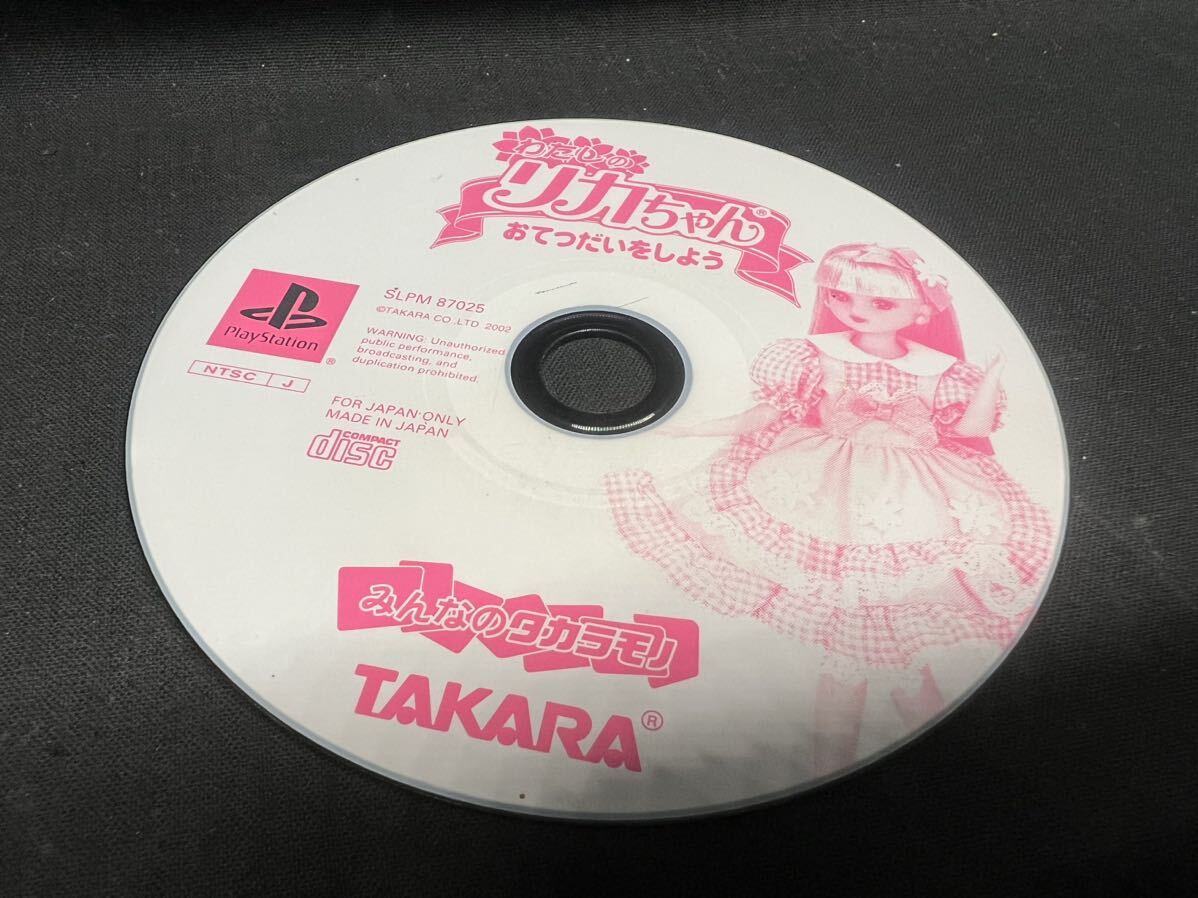 わたしの
リカちゃん®
おてつだいをしよう
SLPM 87025
©TAKARA CO.,LTD 2002
PlayStation®
WARNING: Unauthorized
public performance,
broadcasting, and
duplication prohibited.
NTSC J
FOR JAPAN ONLY
MADE IN JAPAN
COMPACT
disc
みんなのタカラモノ
TAKARA®